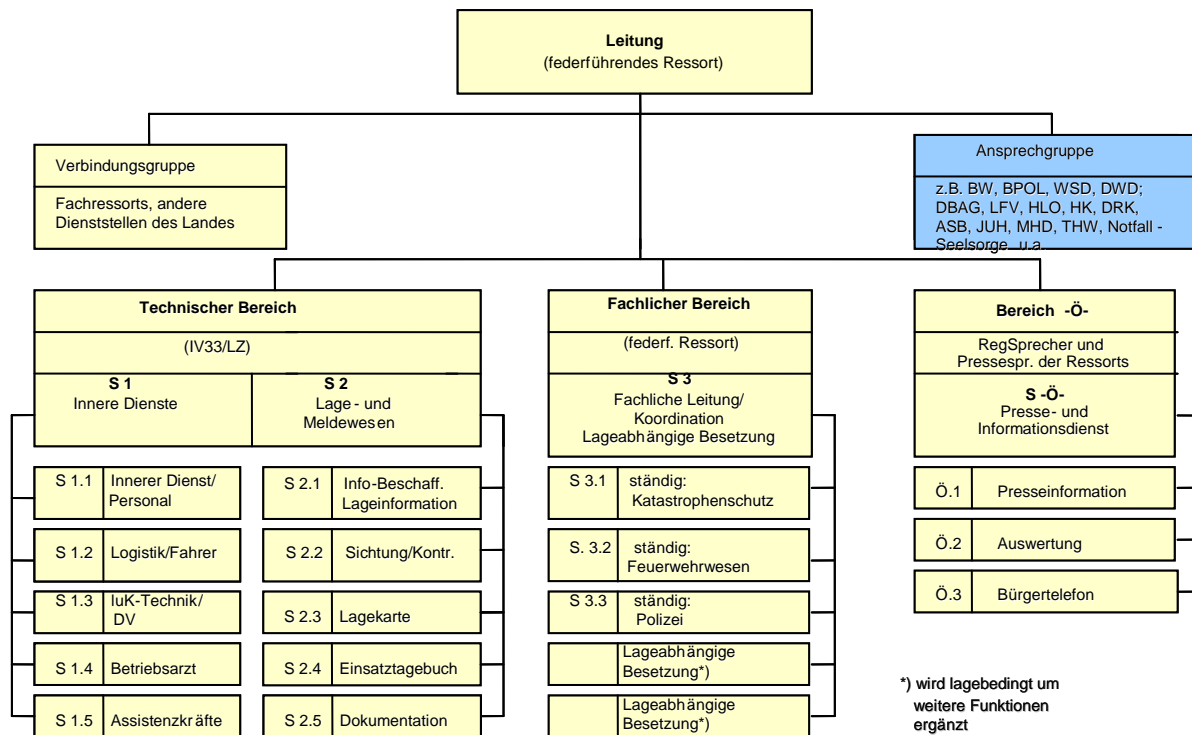 Leitung
(federführendes Ressort)
Verbindungsgruppe
Fachressorts, andere
Dienststellen des Landes
Ansprechgruppe
z.B. BW, BPOL, WSD, DWD;
DBAG, LFV, HLO, HK, DRK,
ASB, JUH, MHD, THW, Notfall -
Seelsorge u.a.
Technischer Bereich
(IV33/LZ)
S 1
Innere Dienste
S 2
Lage - und
Meldewesen
S 1.1
Innerer Dienst/
Personal
S 1.2
Logistik/Fahrer
S 1.3
IuK-Technik/
DV
S 1.4
Betriebsarzt
S 1.5
Assistenzkräfte
S 2.1
Info-Beschaff.
Lageinformation
S 2.2
Sichtung/Kontr.
S 2.3
Lagekarte
S 2.4
Einsatztagebuch
S 2.5
Dokumentation
Fachlicher Bereich
(federf. Ressort)
S 3
Fachliche Leitung/
Koordination
Lageabhängige Besetzung
S 3.1
ständig:
Katastrophenschutz
S. 3.2
ständig:
Feuerwehrwesen
S 3.3
ständig:
Polizei
Lageabhängige
Besetzung*)
Lageabhängige
Besetzung*)
Bereich -Ö-
RegSprecher und
Pressespr. der Ressorts
S -Ö-
Presse- und
Informationsdienst
Ö.1
Presseinformation
Ö.2
Auswertung
Ö.3
Bürgertelefon
*) wird lagebedingt um
weitere Funktionen
ergänzt